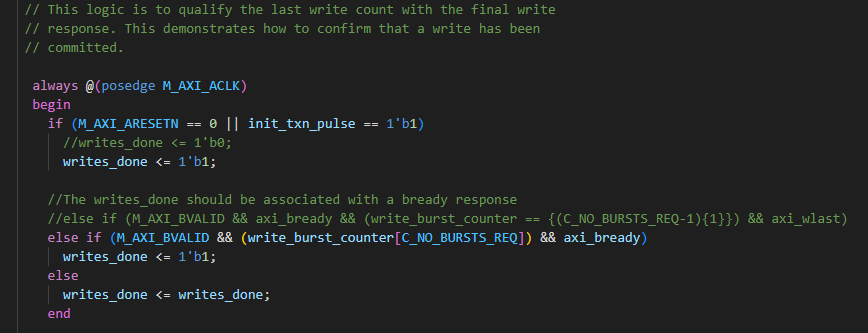 // This logic is to qualify the last write count with the final write
// response. This demonstrates how to confirm that a write has been
// committed.
always @(posedge M_AXI_ACLK)
begin
if (M_AXI_ARESETN == 0 || init_txn_pulse == 1'b1)
//writes_done <= 1'b0;
writes_done <= 1'b1;
//The writes_done should be associated with a bready response
//else if (M_AXI_BVALID && axi_bready && (write_burst_counter == {(C_NO_BURSTS_REQ-1){1}}) && axi_wlast)
else if (M_AXI_BVALID && (write_burst_counter[C_NO_BURSTS_REQ]) && axi_bready)
writes_done <= 1'b1;
else
writes_done <= writes_done;
end